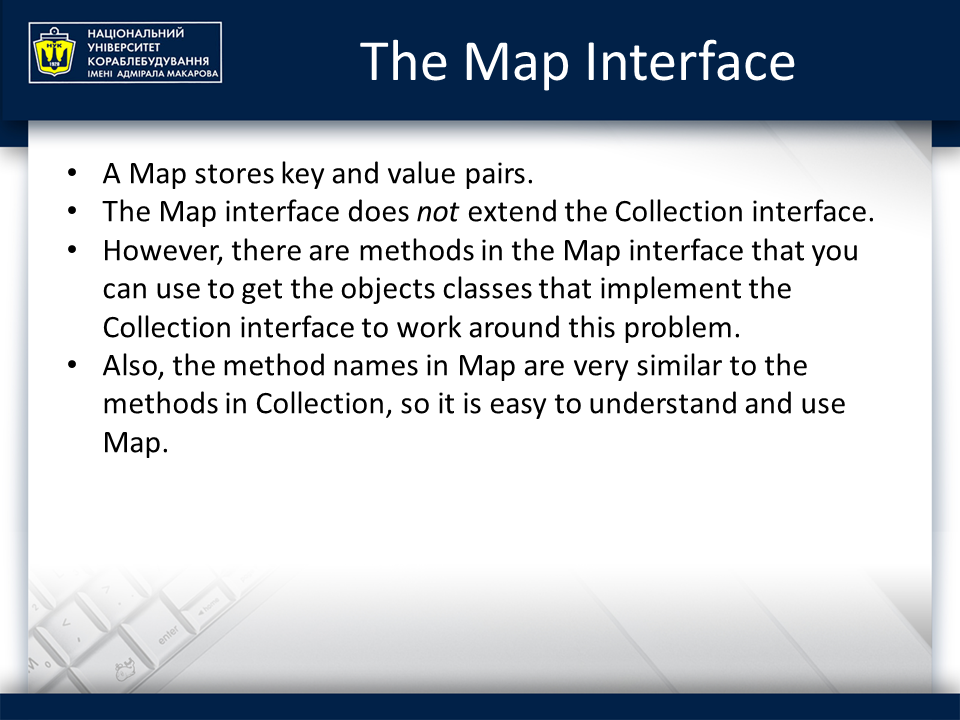 НАЦІОНАЛЬНИЙ
УНІВЕРСИТЕТ
КОРАБЛЕБУДУВАННЯ
ІМЕНІ АДМІРАЛА МАКАРОВА
НУК
1920
The Map Interface
• A Map stores key and value pairs.
• The Map interface does not extend the Collection interface.
• However, there are methods in the Map interface that you
can use to get the objects classes that implement the
Collection interface to work around this problem.
• Also, the method names in Map are very similar to the
methods in Collection, so it is easy to understand and use
Map.
enter